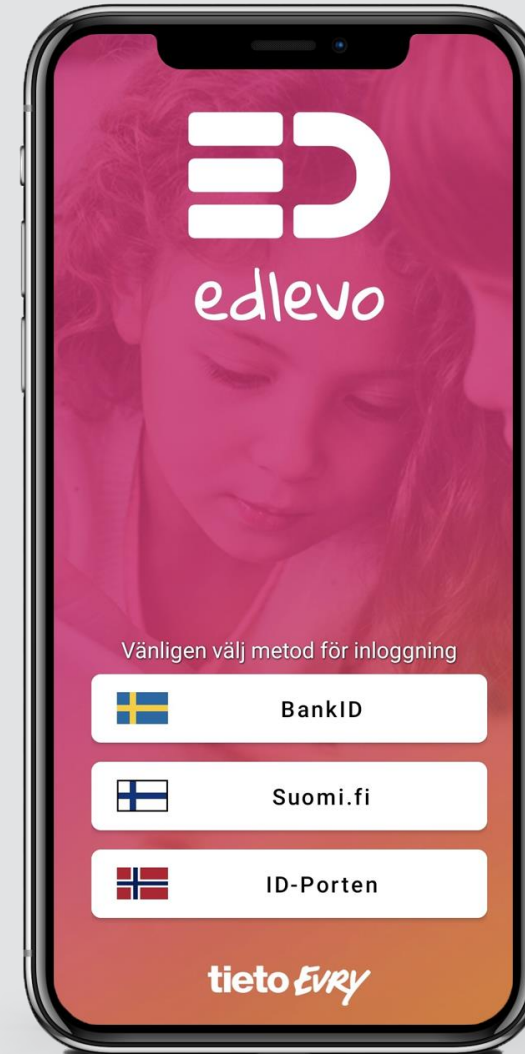 edlevo
Vänligen välj metod för inloggning
BankID
Suomi.fi
ID-Porten
tieto Evry